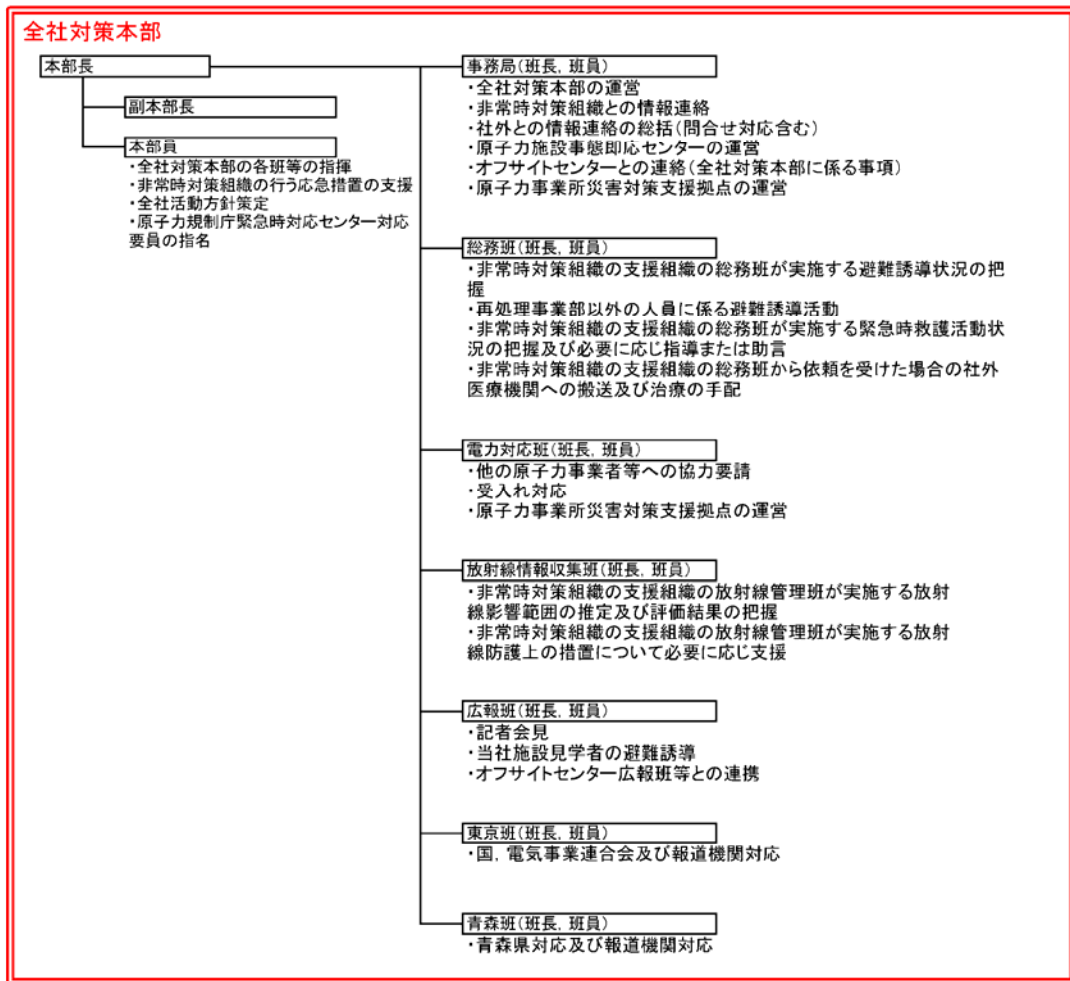 全社対策本部
本部長
副本部長
本部員
・全社対策本部の各班等の指揮
・非常時対策組織の行う応急措置の支援
・全社活動方針策定
・原子力規制庁緊急時対応センター対応
要員の指名
事務局(班長, 班員)
・全社対策本部の運営
・非常時対策組織との情報連絡
・社外との情報連絡の総括(問合せ対応含む)
・原子力施設事態即応センターの運営
・オフサイトセンターとの連絡(全社対策本部に係る事項)
・原子力事業所災害対策支援拠点の運営
総務班(班長, 班員)
・非常時対策組織の支援組織の総務班が実施する避難誘導状況の把
握
・再処理事業部以外の人員に係る避難誘導活動
・非常時対策組織の支援組織の総務班が実施する緊急時救護活動状
況の把握及び必要に応じ指導または助言
・非常時対策組織の支援組織の総務班から依頼を受けた場合の社外
医療機関への搬送及び治療の手配
電力対応班(班長, 班員)
・他の原子力事業者等への協力要請
・受入れ対応
・原子力事業所災害対策支援拠点の運営
放射線情報収集班(班長, 班員)
・非常時対策組織の支援組織の放射線管理班が実施する放射
線影響範囲の推定及び評価結果の把握
・非常時対策組織の支援組織の放射線管理班が実施する放射
線防護上の措置について必要に応じ支援
広報班(班長, 班員)
・記者会見
・当社施設見学者の避難誘導
・オフサイトセンター広報班等との連携
東京班(班長, 班員)
・国, 電気事業連合会及び報道機関対応
青森班(班長, 班員)
・青森県対応及び報道機関対応